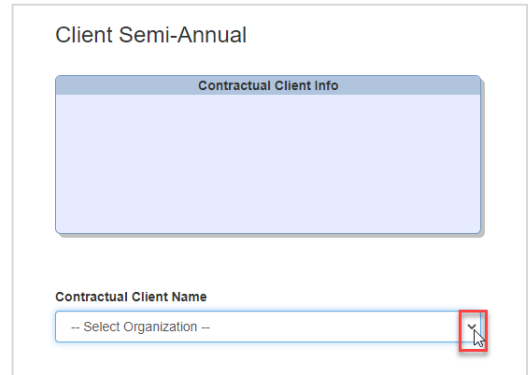 Client Semi-Annual
Contractual Client Info
Contractual Client Name
-- Select Organization --